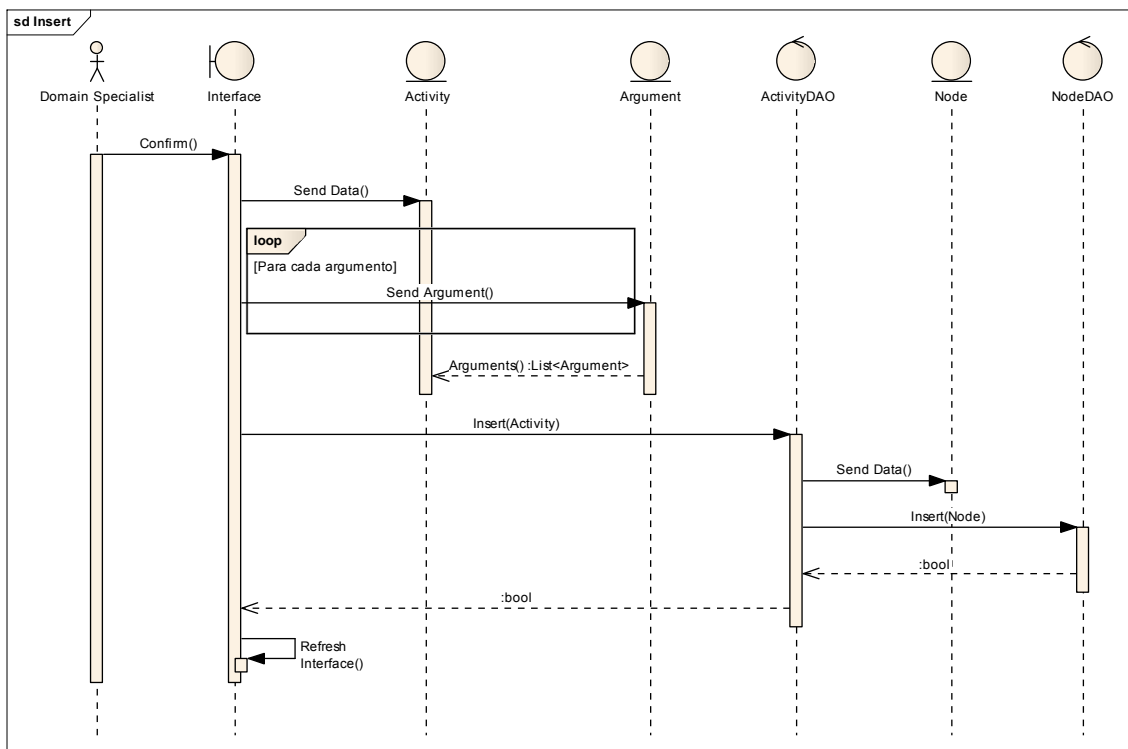 sd Insert
Domain Specialist
Interface
Activity
Argument
ActivityDAO
Node
NodeDAO
Confirm()
Send Data()
loop
[Para cada argumento]
Send Argument()
Arguments() :List<Argument>
Insert(Activity)
Send Data()
Insert(Node)
:bool
:bool
Refresh
Interface()